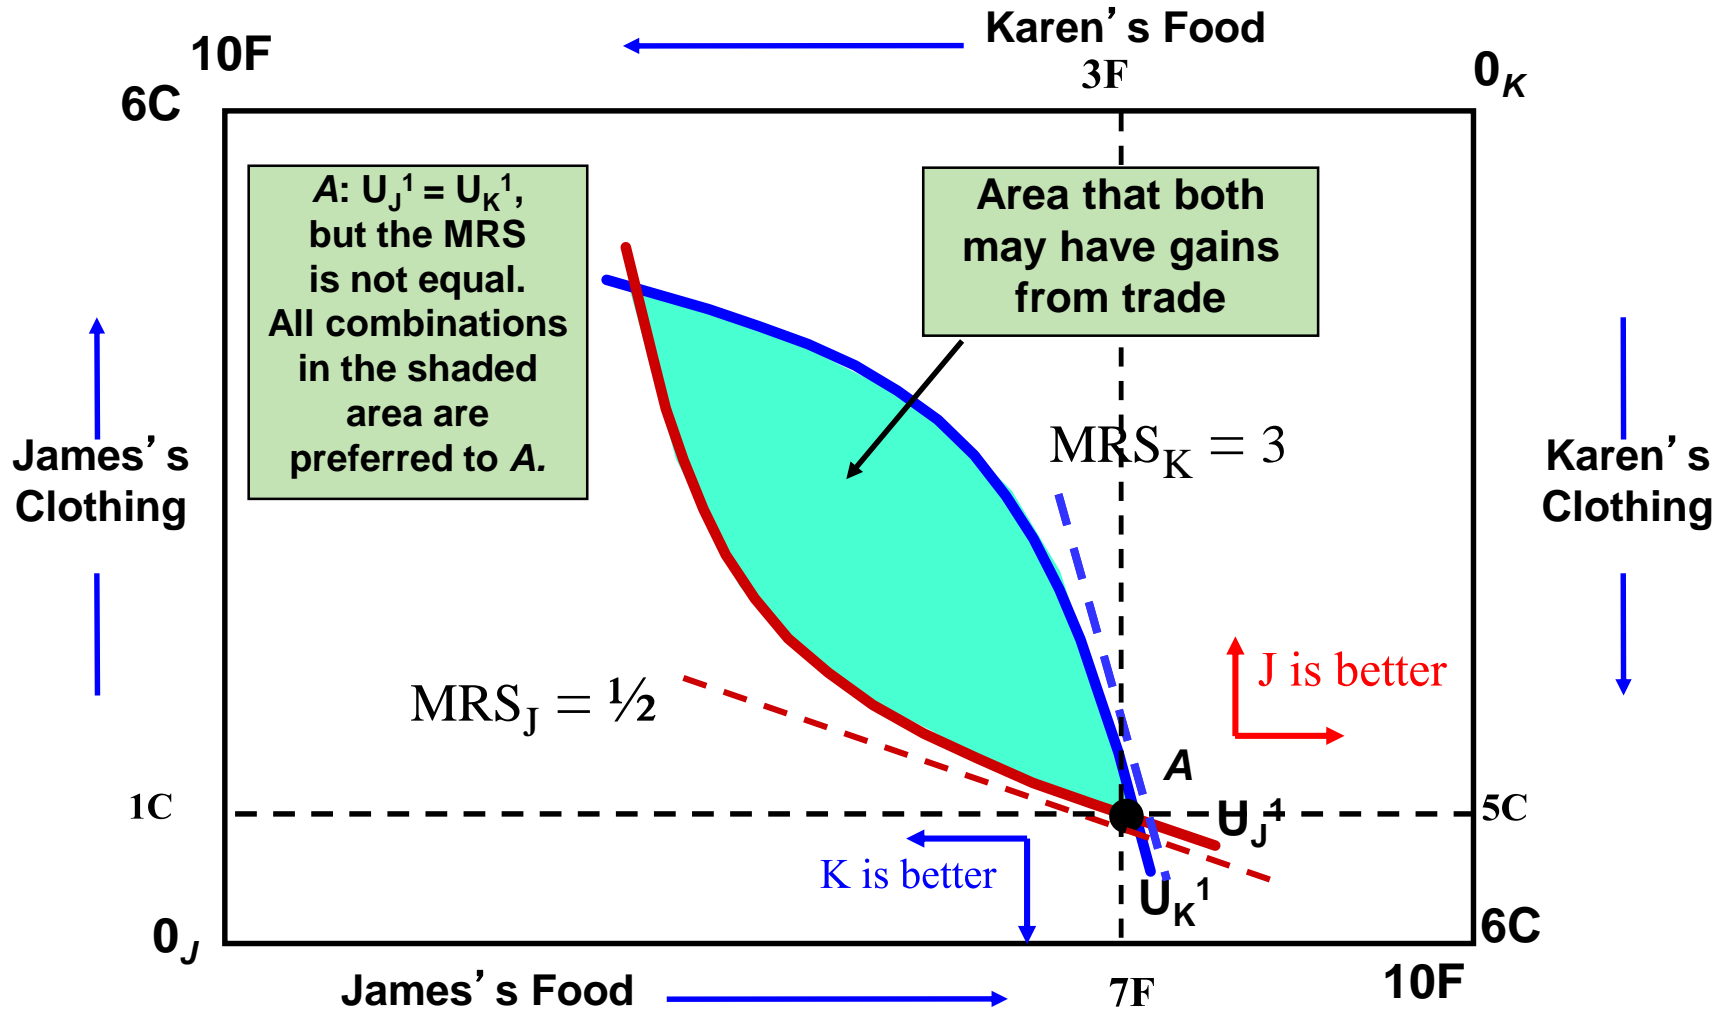 Karen’s Food
10F
3F
0K
6C
A: UJ1 = UK1,
but the MRS
is not equal.
All combinations
in the shaded
area are
preferred to A.
Area that both
may have gains
from trade
MRSK = 3
James’s
Clothing
Karen’s
Clothing
J is better
MRSJ = ½
A
1C
UJ1
5C
K is better
UK1
0J
6C
James’s Food
7F
10F